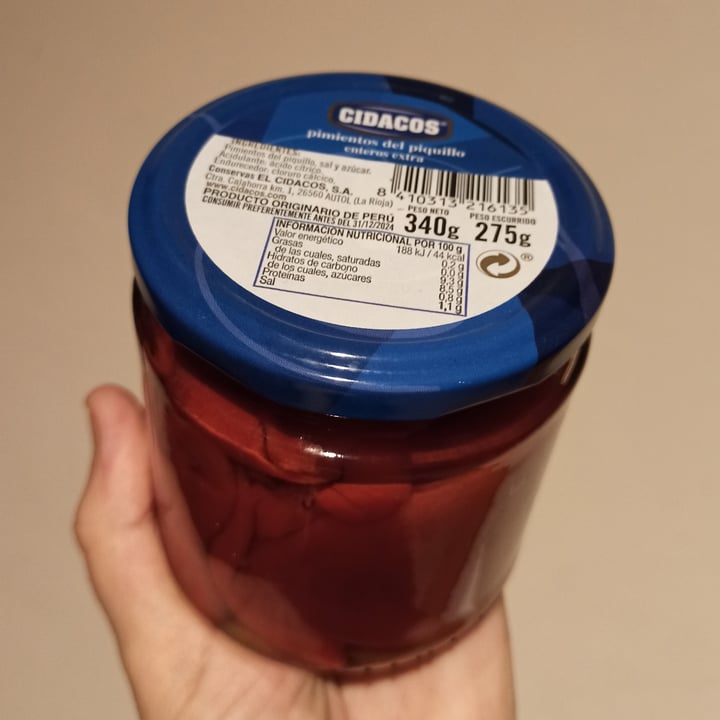 CIDACOS
pimientos del piquillo
enteros extra
INGREDIENTES:
Pimientos del piquillo, sal y azúcar.
Acidulante: ácido cítrico.
Endurecedor: cloruro cálcico.
Conservas EL CIDACOS, S.A.
Ctra. Calahorra km. 1, 26560 AUTOL (La Rioja)
www.cidacos.com
PRODUCTO ORIGINARIO DE PERÚ
CONSUMIR PREFERENTEMENTE ANTES DEL 31/12/2024
8 410313 216135
PESO NETO
340g
PESO ESCURRIDO
275g
®
INFORMACIÓN NUTRICIONAL POR 100 g
Valor energético 188 kJ / 44 kcal
Grasas 0,2 g
de las cuales, saturadas 0,0 g
Hidratos de carbono 9,3 g
de los cuales, azúcares 8,5 g
Proteínas 0,8 g
Sal 1,1 g